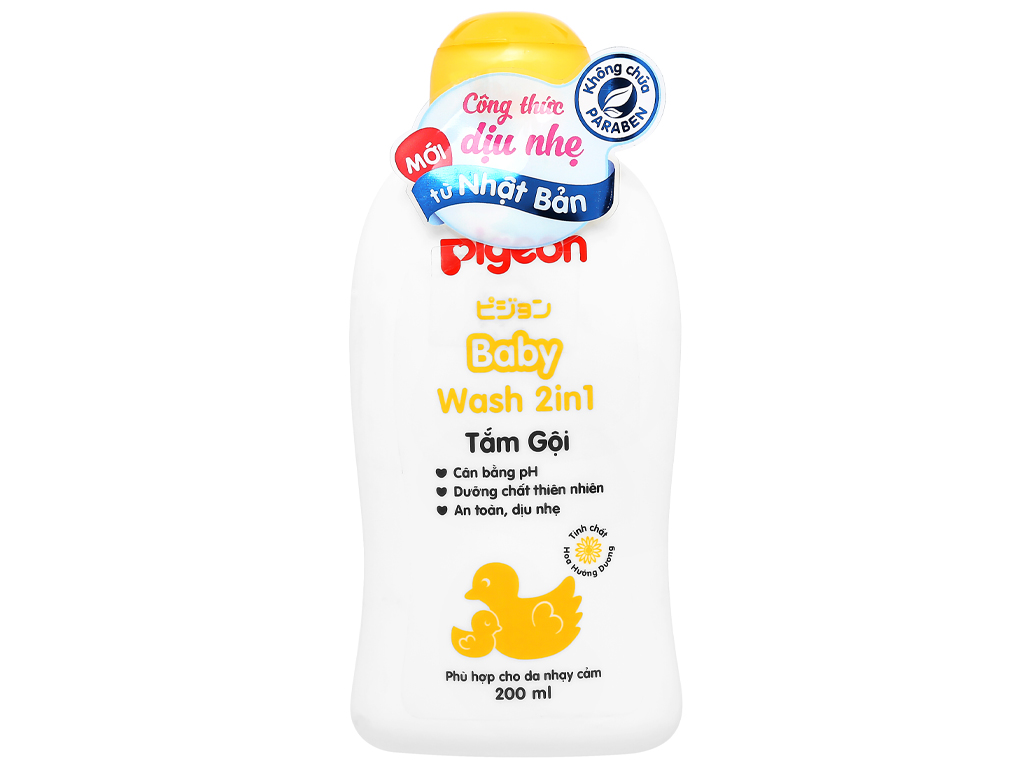 Không chứa
PARABEN
Công thức
dịu nhẹ
MỚI
từ Nhật Bản
Pigeon
ピジョン
Baby
Wash 2in1
Tắm Gội
Cân bằng pH
Dưỡng chất thiên nhiên
An toàn, dịu nhẹ
Tinh chất
Hoa Hướng Dương
Phù hợp cho da nhạy cảm
200 ml